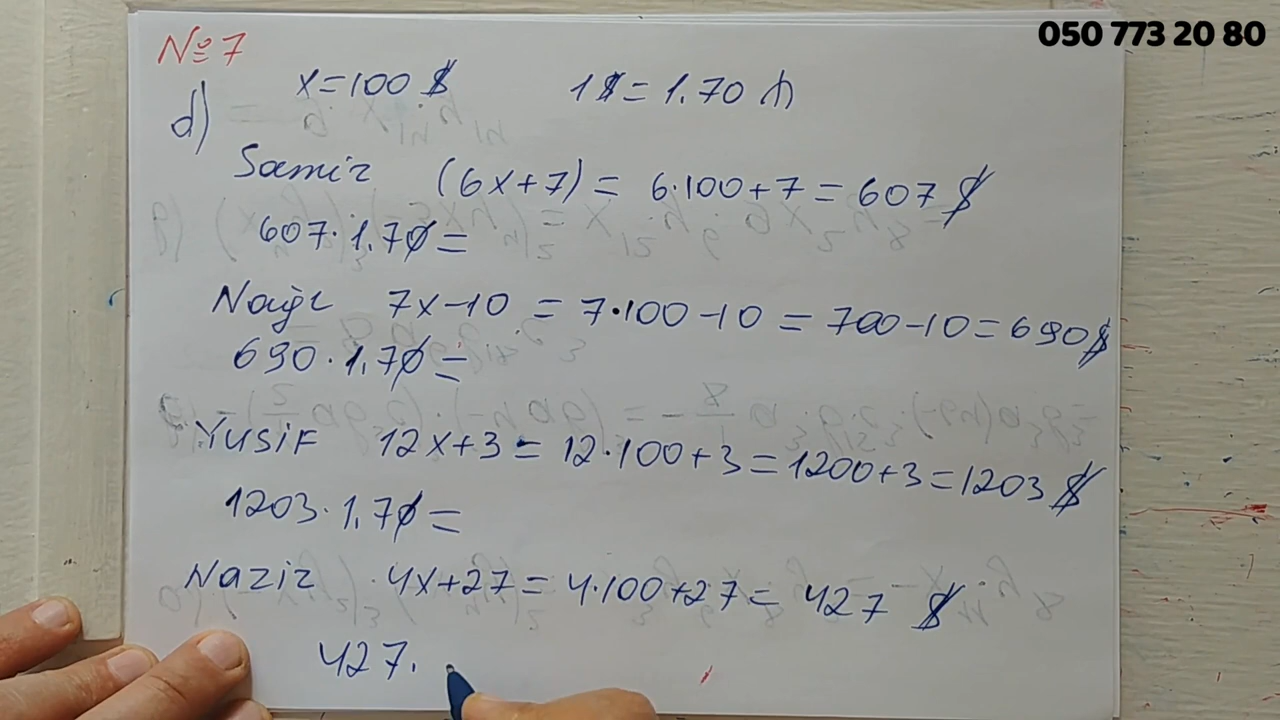 050 773 20 80
№7
d) x=100 $ 1$=1.70 ₼
Samir (6x+7) = 6·100+7 = 607 $
607·1.70=
Nağı 7x-10 = 7·100-10 = 700-10=690$
690·1.70=
Yusif 12x+3 = 12·100+3 = 1200+3=1203 $
1203·1.70=
Nazir 4x+27 = 4·100+27 = 427 $
427·